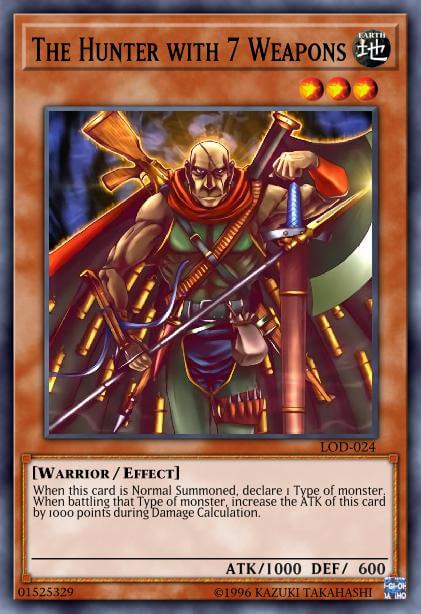 The Hunter with 7 Weapons
EARTH
地
LOD-024
[Warrior / Effect]
When this card is Normal Summoned, declare 1 Type of monster.
When battling that Type of monster, increase the ATK of this card
by 1000 points during Damage Calculation.
ATK/1000 DEF/ 600
01525329
©1996 KAZUKI TAKAHASHI